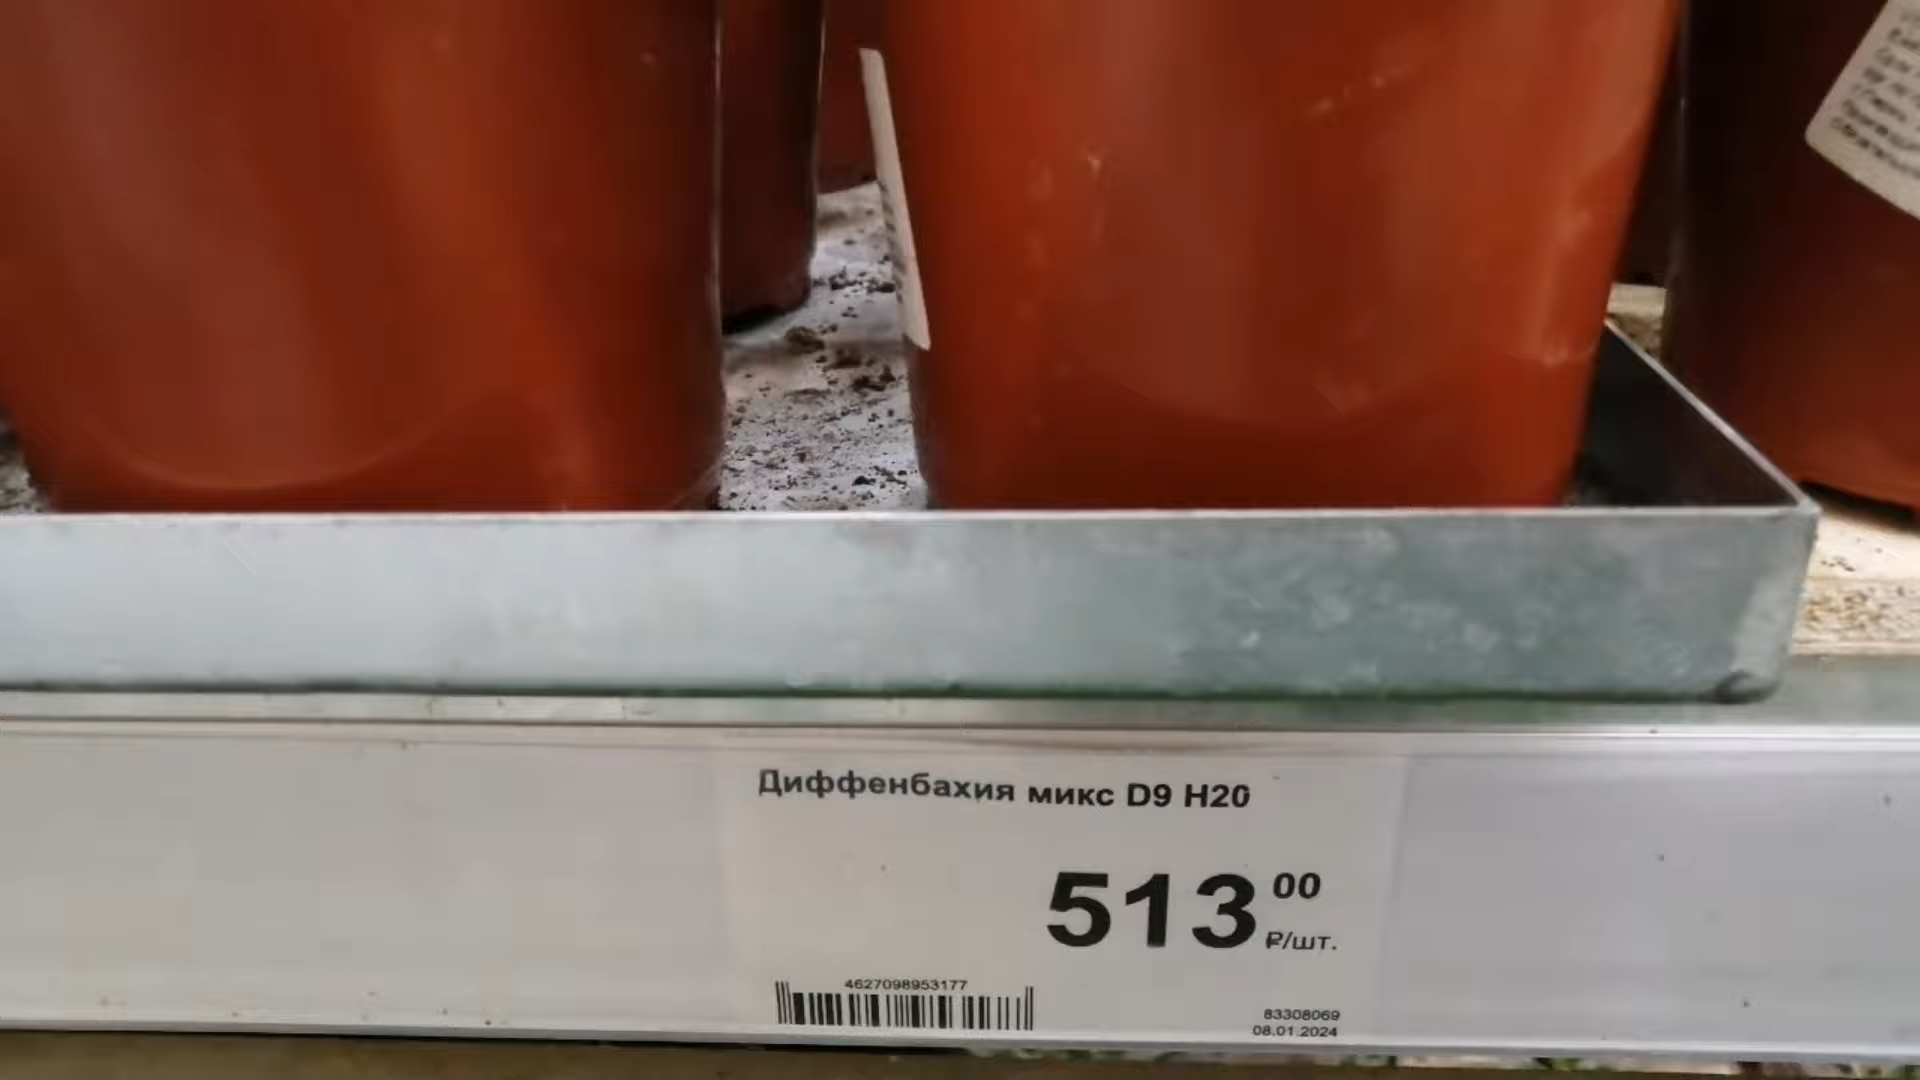 Диффенбахия микс D9 H20
513 00
₽/шт.
4627098953177
83308069
08.01.2024